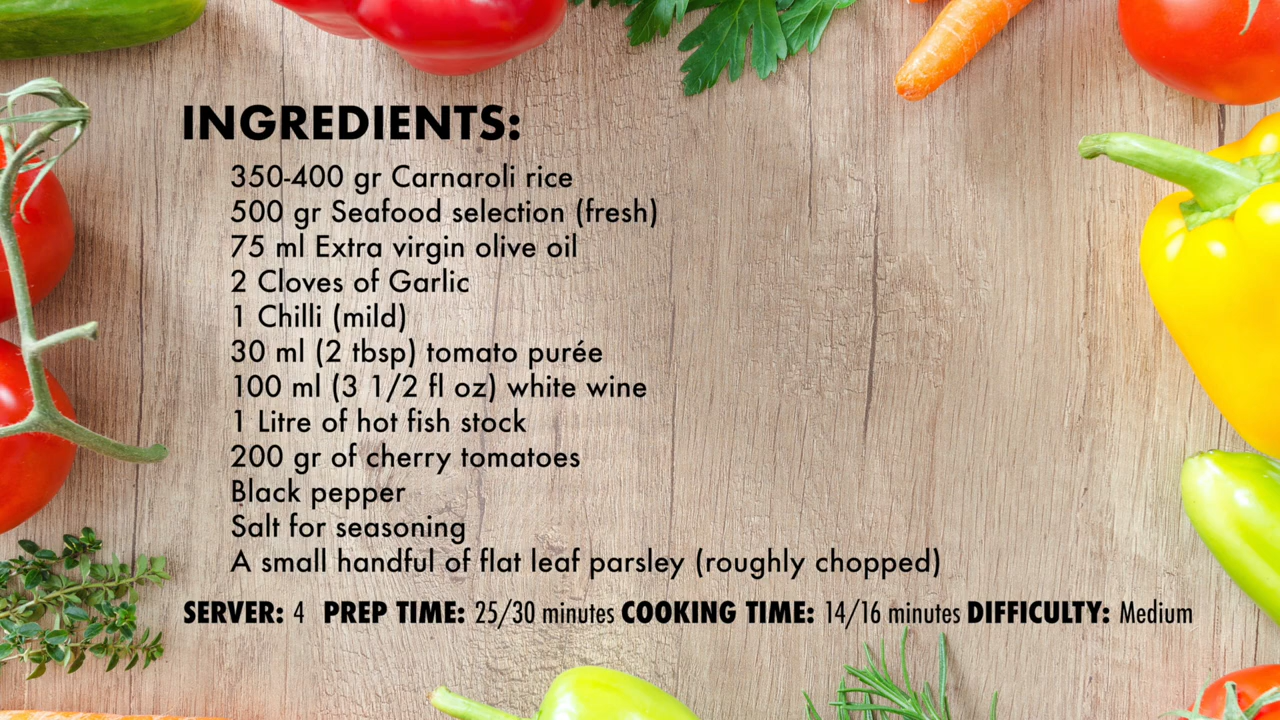 INGREDIENTS:
350-400 gr Carnaroli rice
500 gr Seafood selection (fresh)
75 ml Extra virgin olive oil
2 Cloves of Garlic
1 Chilli (mild)
30 ml (2 tbsp) tomato purée
100 ml (3 1/2 fl oz) white wine
1 Litre of hot fish stock
200 gr of cherry tomatoes
Black pepper
Salt for seasoning
A small handful of flat leaf parsley (roughly chopped)
SERVER: 4 PREP TIME: 25/30 minutes COOKING TIME: 14/16 minutes DIFFICULTY: Medium